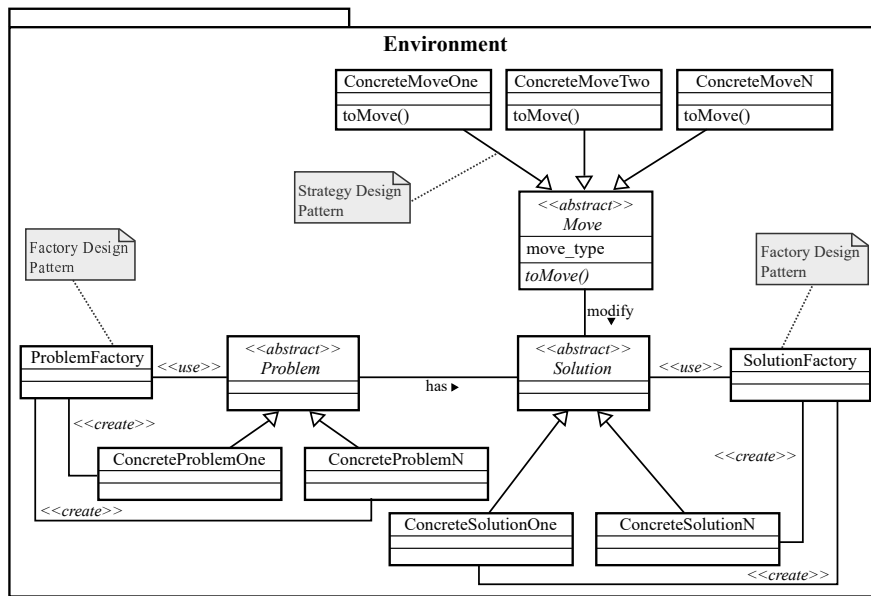 Environment
ConcreteMoveOne
toMove()
ConcreteMoveTwo
toMove()
ConcreteMoveN
toMove()
Strategy Design
Pattern
<<abstract>>
Move
move_type
toMove()
Factory Design
Pattern
Factory Design
Pattern
modify
ProblemFactory
<<use>>
<<abstract>>
Problem
has
<<abstract>>
Solution
<<use>>
SolutionFactory
<<create>>
ConcreteProblemOne
ConcreteProblemN
<<create>>
<<create>>
ConcreteSolutionOne
ConcreteSolutionN
<<create>>